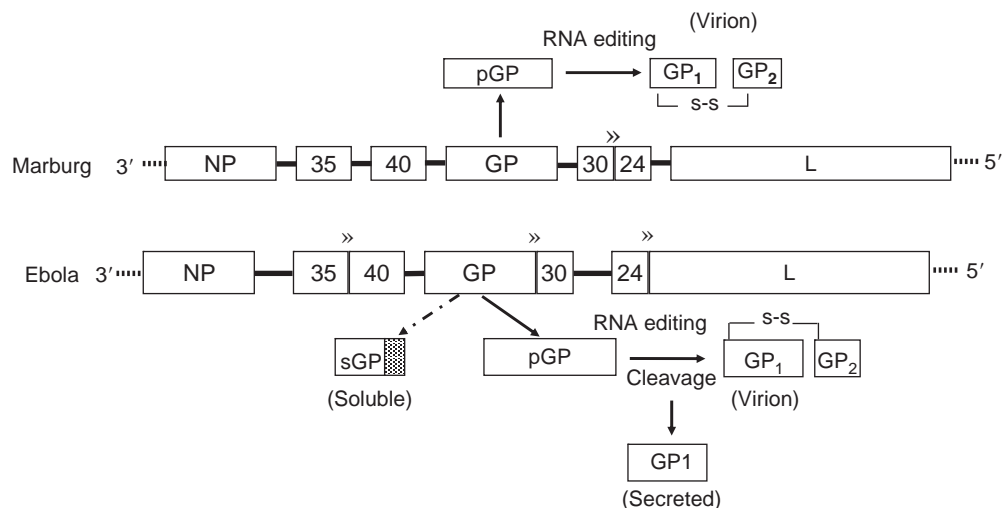 (Virion)
RNA editing
pGP
GP₁
GP₂
s-s
»
Marburg 3′ NP 35 40 GP 30 24 L 5′
» » »
Ebola 3′ NP 35 40 GP 30 24 L 5′
s-s
RNA editing
sGP
pGP
GP₁
GP₂
Cleavage
(Soluble)
(Virion)
GP1
(Secreted)